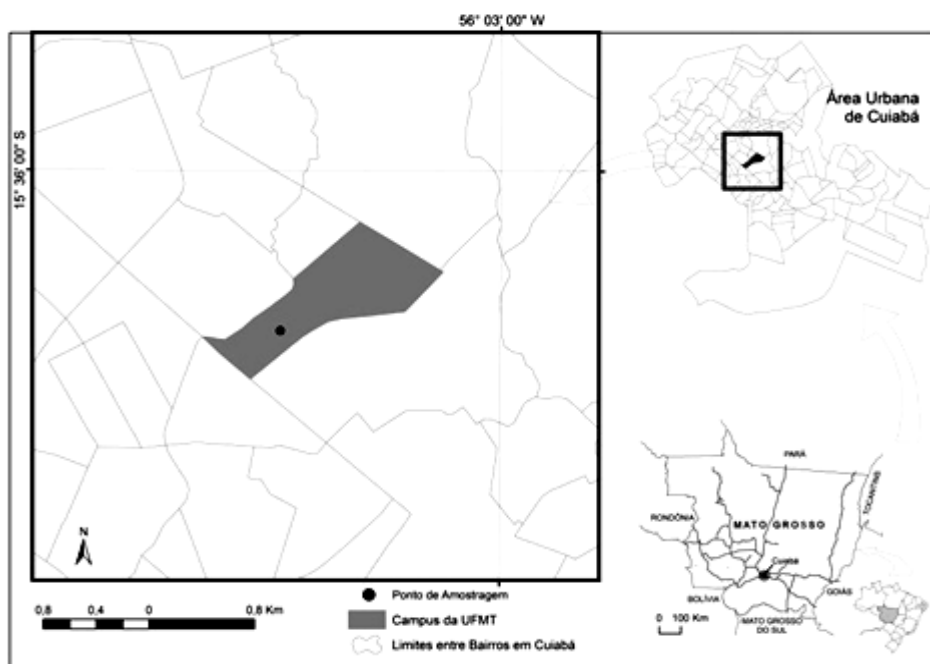 56° 03' 00" W
15° 36' 00" S
Área Urbana
de Cuiabá
N
0,8 0,4 0 0,8 Km
Ponto de Amostragem
Campus da UFMT
Limites entre Bairros em Cuiabá
PARÁ
TOCANTINS
RONDÔNIA
MATO GROSSO
Cuiabá
BOLÍVIA
GOIÁS
0 100 Km
MATO GROSSO
DO SUL